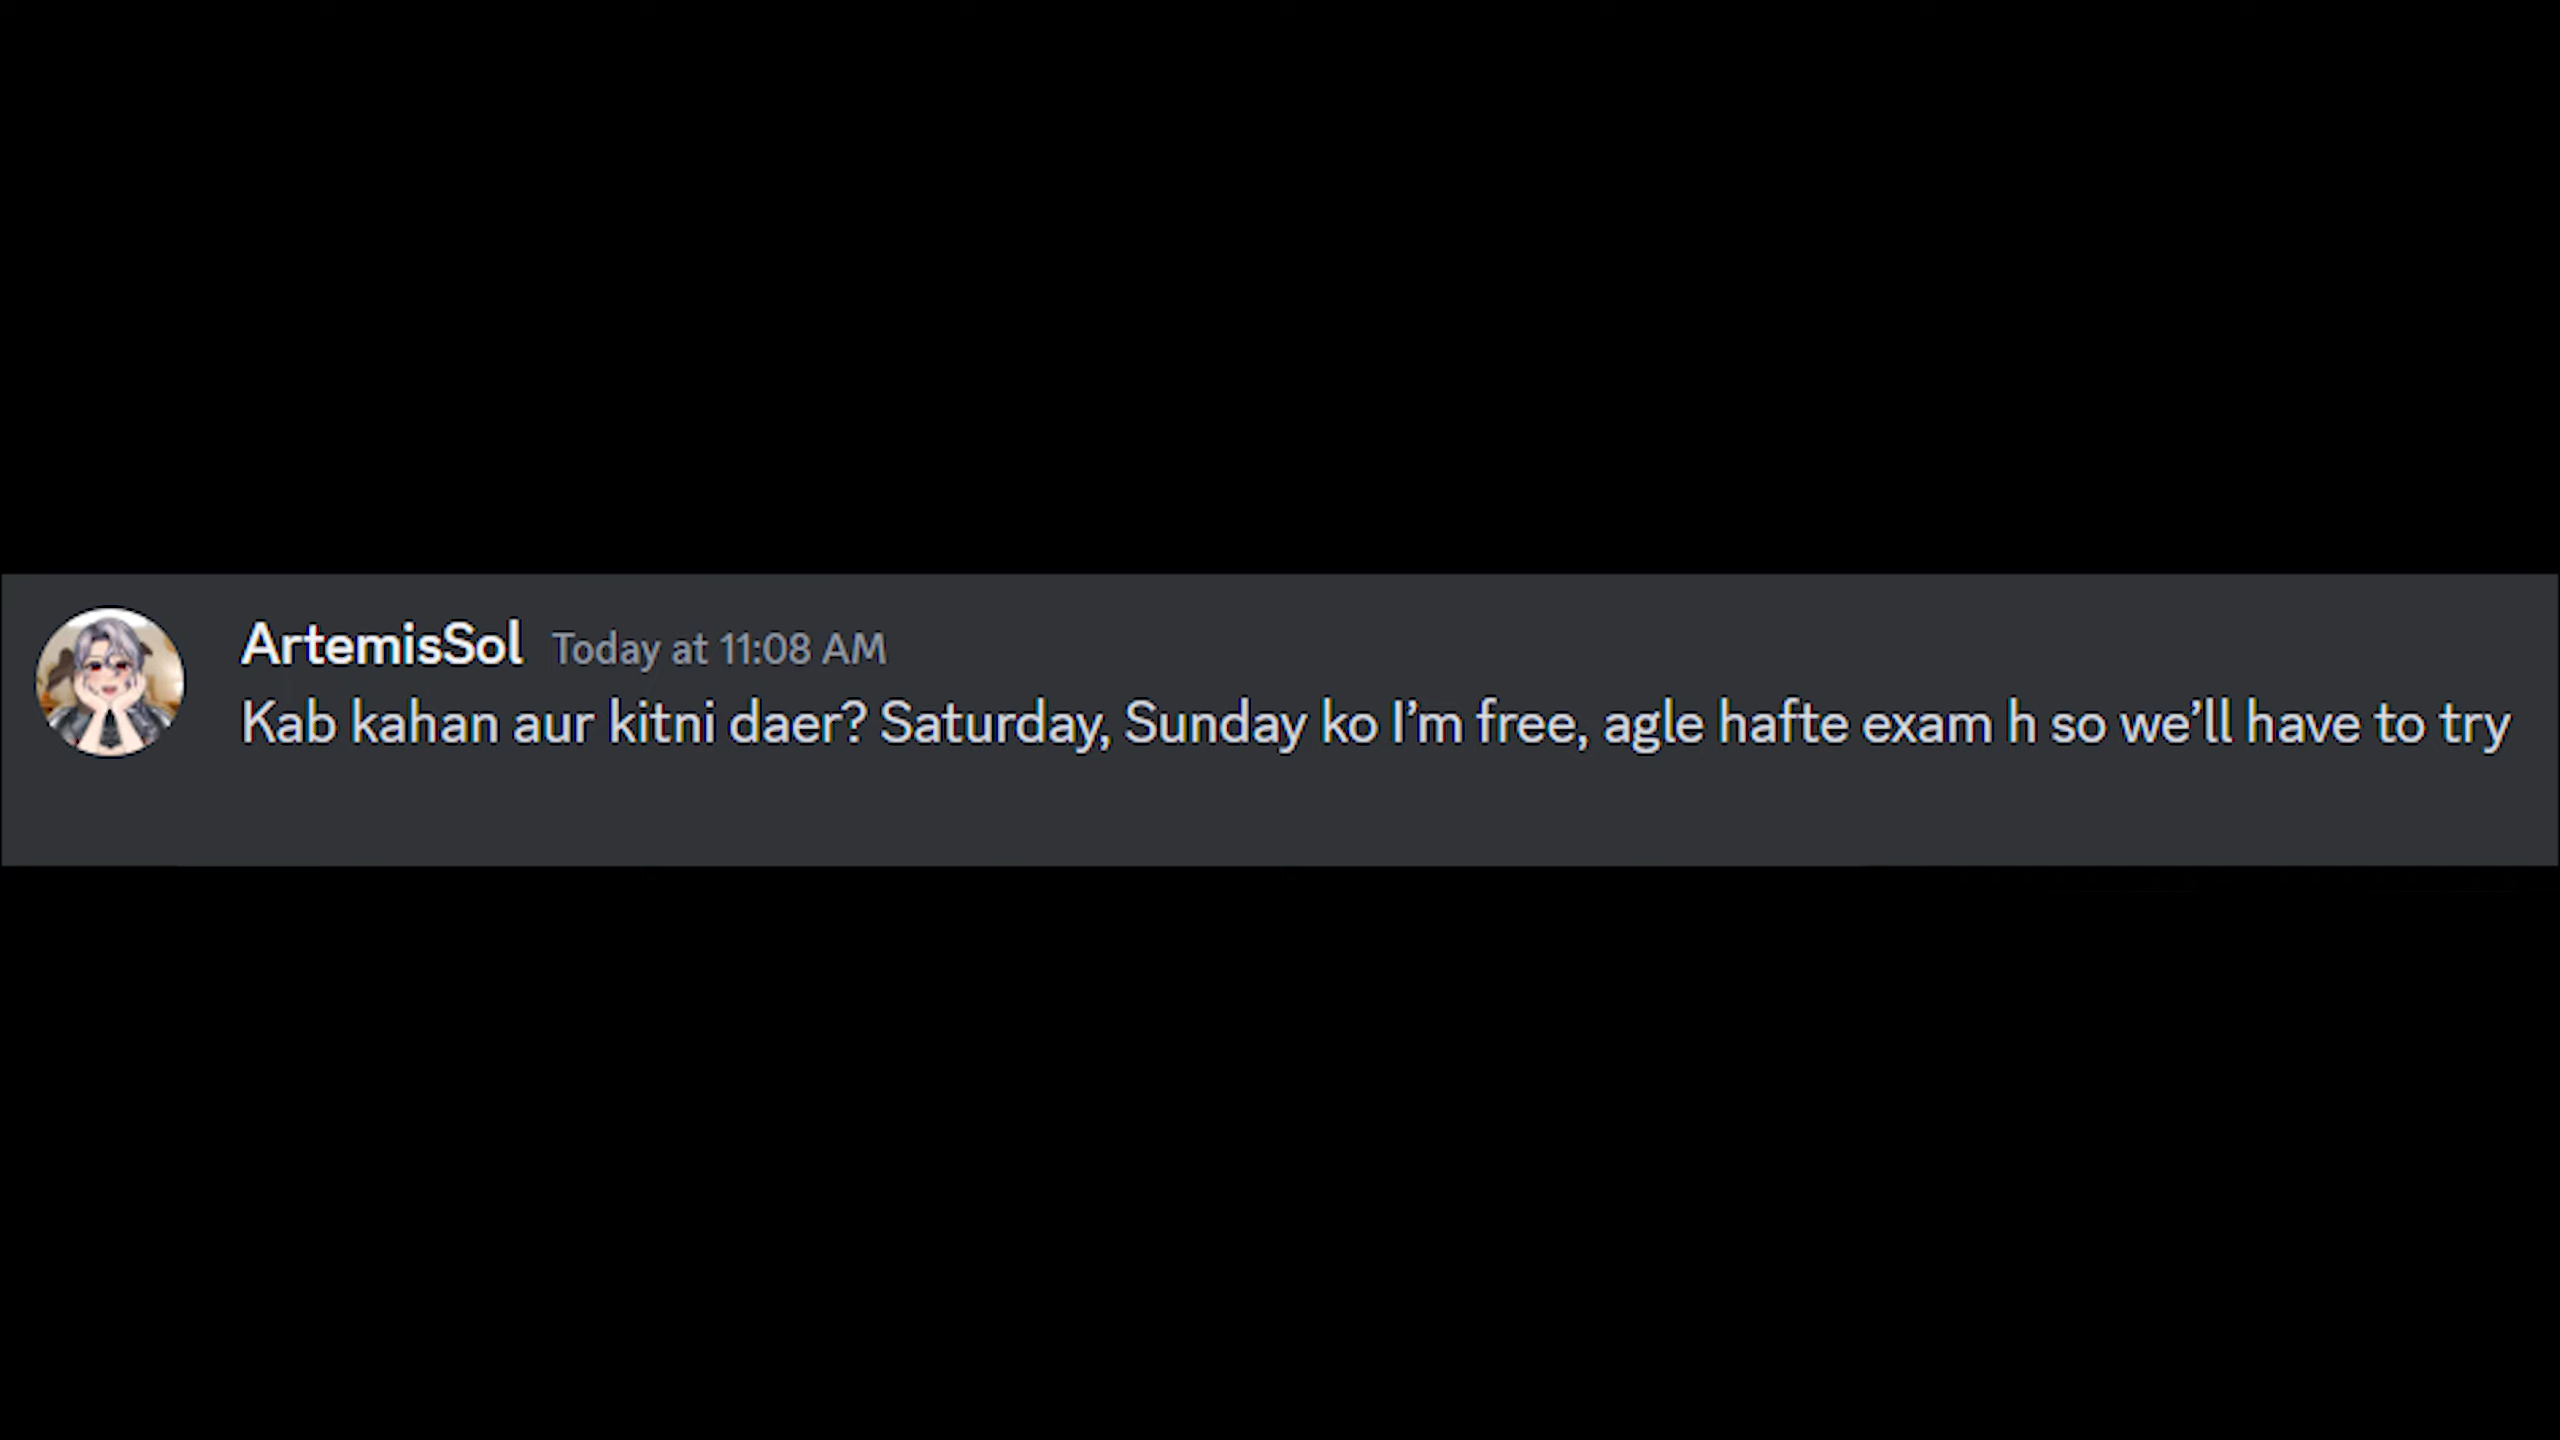 ArtemisSol Today at 11:08 AM
Kab kahan aur kitni daer? Saturday, Sunday ko I’m free, agle hafte exam h so we’ll have to try